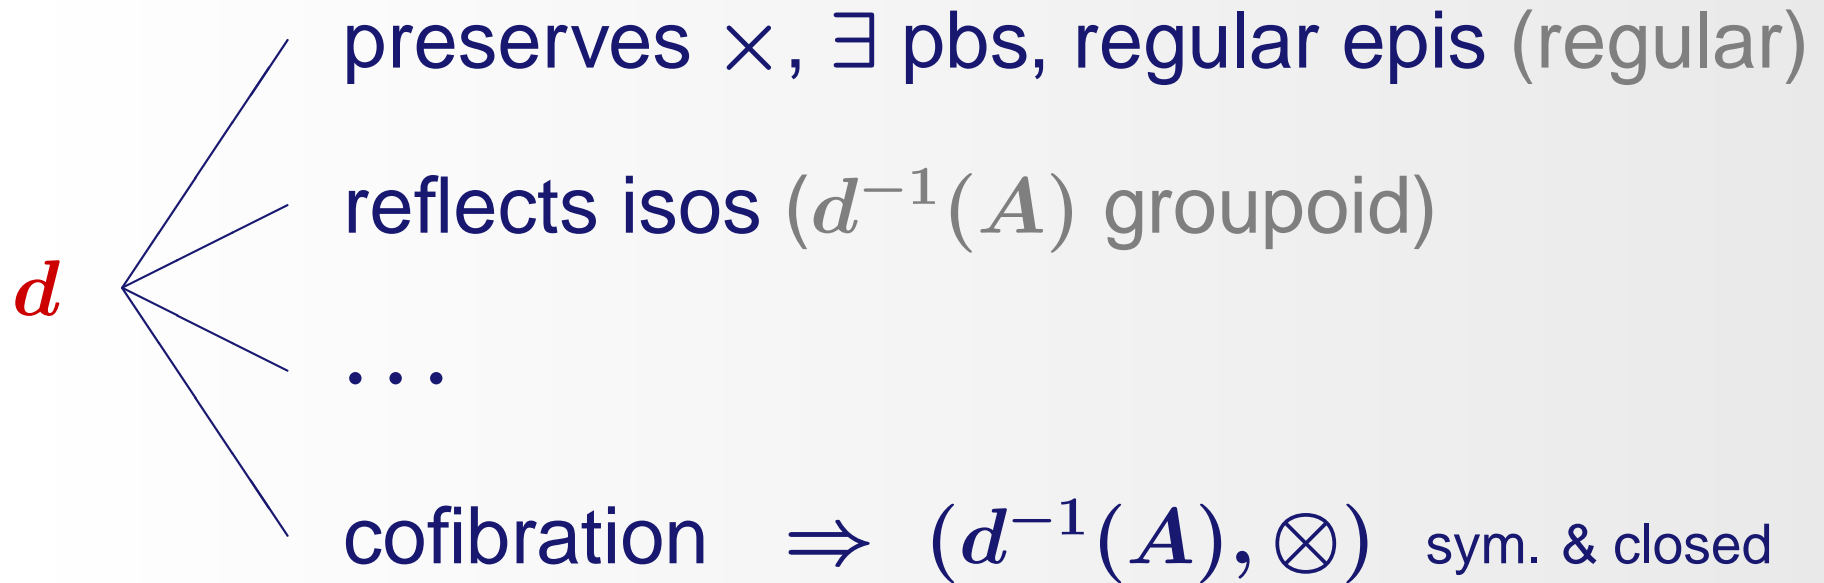 preserves ×, ∃ pbs, regular epis (regular)
reflects isos (d⁻¹(A) groupoid)
d
...
cofibration ⇒ (d⁻¹(A), ⊗) sym. & closed